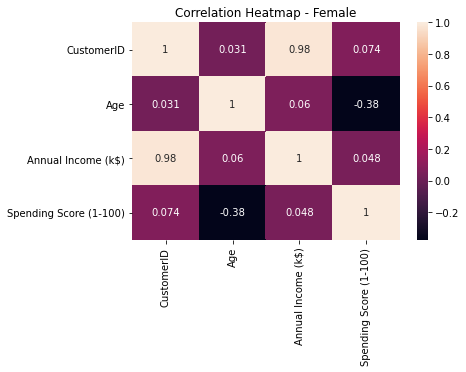 Correlation Heatmap - Female
CustomerID 1 0.031 0.98 0.074
Age 0.031 1 0.06 -0.38
Annual Income (k$) 0.98 0.06 1 0.048
Spending Score (1-100) 0.074 -0.38 0.048 1
CustomerID
Age
Annual Income (k$)
Spending Score (1-100)
1.0
0.8
0.6
0.4
0.2
0.0
−0.2